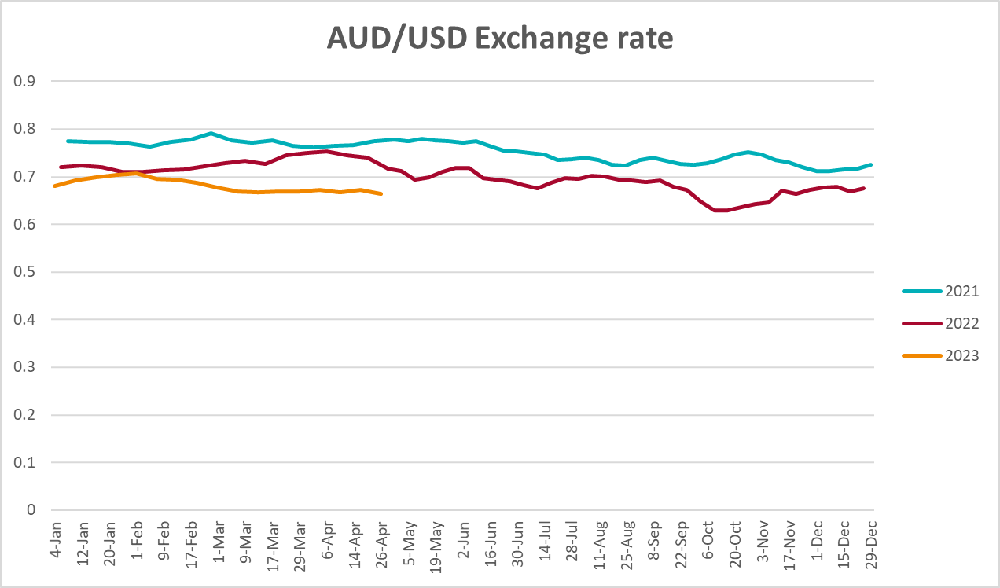 AUD/USD Exchange rate
0.9
0.8
0.7
0.6
0.5
0.4
0.3
0.2
0.1
0
2021
2022
2023
4-Jan
12-Jan
20-Jan
1-Feb
9-Feb
17-Feb
1-Mar
9-Mar
17-Mar
29-Mar
6-Apr
14-Apr
26-Apr
5-May
19-May
2-Jun
16-Jun
30-Jun
14-Jul
28-Jul
11-Aug
25-Aug
8-Sep
22-Sep
6-Oct
20-Oct
3-Nov
17-Nov
1-Dec
15-Dec
29-Dec